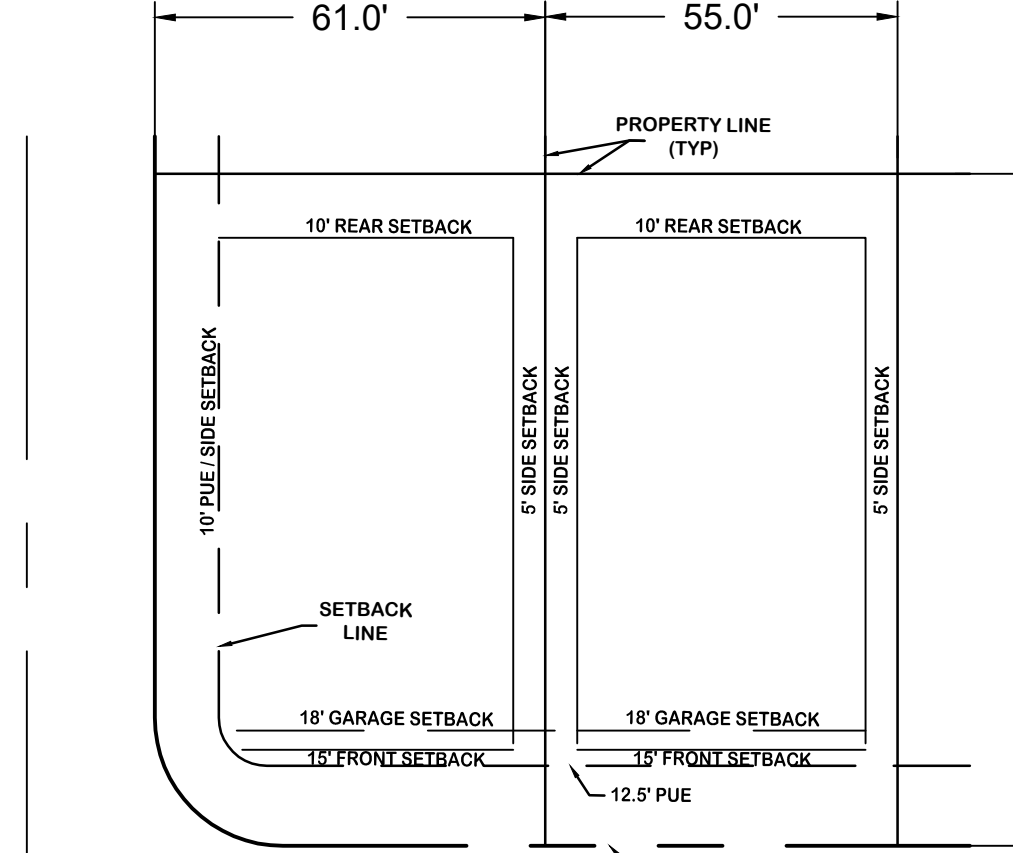 61.0'
55.0'
PROPERTY LINE
(TYP)
10' REAR SETBACK
10' REAR SETBACK
10' PUE / SIDE SETBACK
5' SIDE SETBACK
5' SIDE SETBACK
5' SIDE SETBACK
SETBACK
LINE
18' GARAGE SETBACK
18' GARAGE SETBACK
15' FRONT SETBACK
15' FRONT SETBACK
12.5' PUE